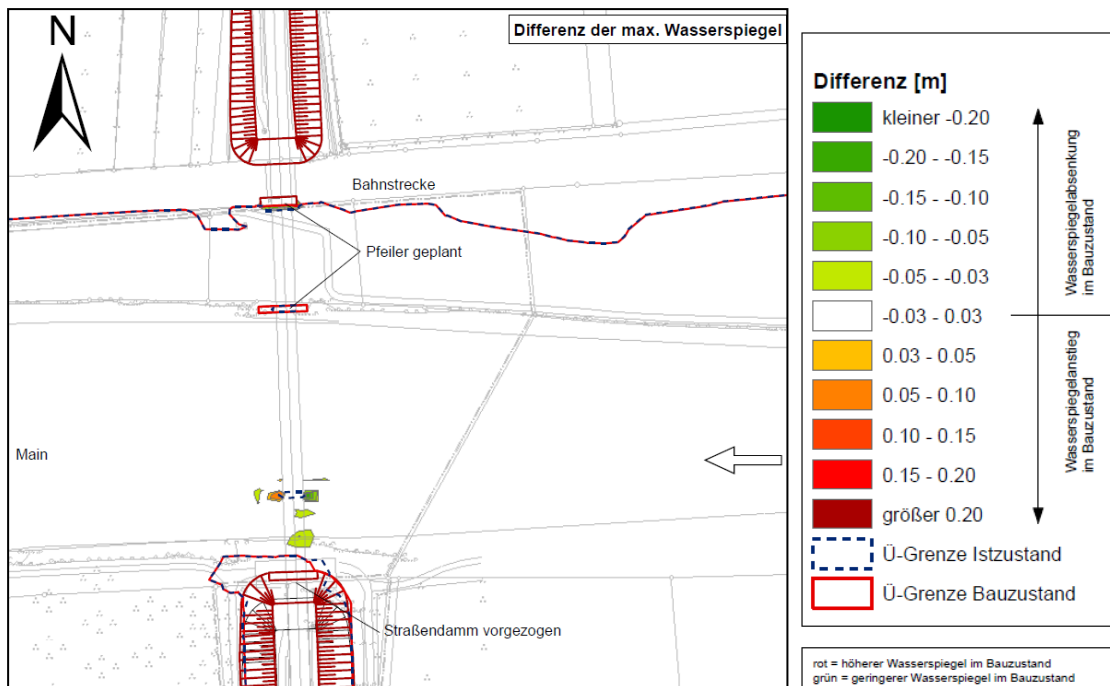 N
Differenz der max. Wasserspiegel
Bahnstrecke
Pfeiler geplant
Main
Straßendamm vorgezogen
Differenz [m]
kleiner -0.20
-0.20 - -0.15
-0.15 - -0.10
-0.10 - -0.05
-0.05 - -0.03
-0.03 - 0.03
0.03 - 0.05
0.05 - 0.10
0.10 - 0.15
0.15 - 0.20
größer 0.20
Ü-Grenze Istzustand
Ü-Grenze Bauzustand
Wasserspiegelabsenkung
im Bauzustand
Wasserspiegelanstieg
im Bauzustand
rot = höherer Wasserspiegel im Bauzustand
grün = geringerer Wasserspiegel im Bauzustand